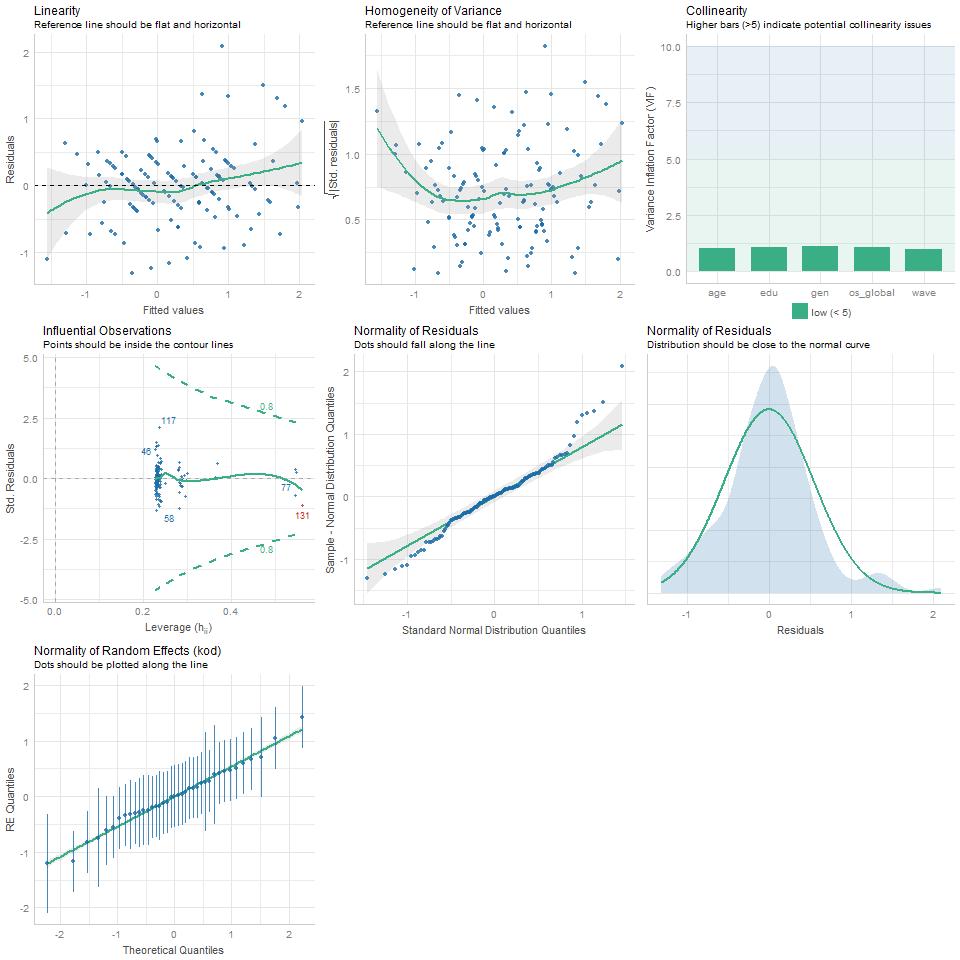 Linearity
Reference line should be flat and horizontal
2
1
0
-1
Residuals
-1
0
1
2
Fitted values
Homogeneity of Variance
Reference line should be flat and horizontal
1.5
1.0
0.5
√|Std. residuals|
-1
0
1
2
Fitted values
Collinearity
Higher bars (>5) indicate potential collinearity issues
10.0
7.5
5.0
2.5
0.0
Variance Inflation Factor (VIF)
age
edu
gen
os_global
wave
low (< 5)
Influential Observations
Points should be inside the contour lines
5.0
2.5
0.0
-2.5
-5.0
Std. Residuals
0.8
117
46
58
77
131
0.8
0.0
0.2
0.4
Leverage (hii)
Normality of Residuals
Dots should fall along the line
2
1
0
-1
Sample - Normal Distribution Quantiles
-1
0
1
Standard Normal Distribution Quantiles
Normality of Residuals
Distribution should be close to the normal curve
-1
0
1
2
Residuals
Normality of Random Effects (kod)
Dots should be plotted along the line
2
1
0
-1
-2
RE Quantiles
-2
-1
0
1
2
Theoretical Quantiles